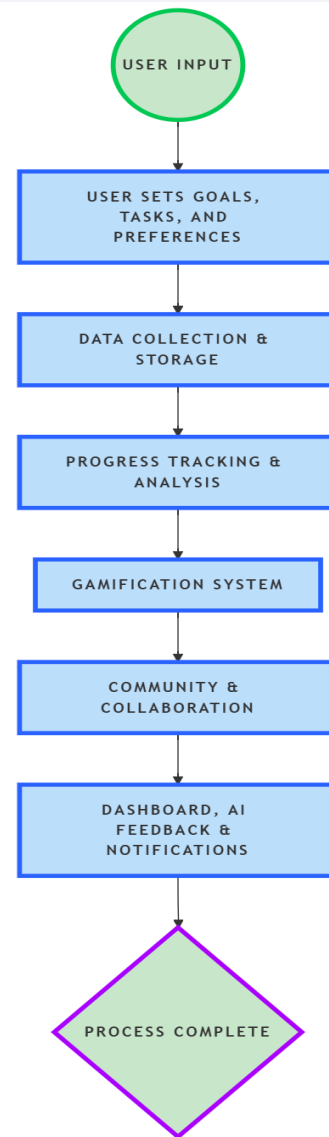 USER INPUT
USER SETS GOALS,
TASKS, AND
PREFERENCES
DATA COLLECTION &
STORAGE
PROGRESS TRACKING &
ANALYSIS
GAMIFICATION SYSTEM
COMMUNITY &
COLLABORATION
DASHBOARD, AI
FEEDBACK &
NOTIFICATIONS
PROCESS COMPLETE